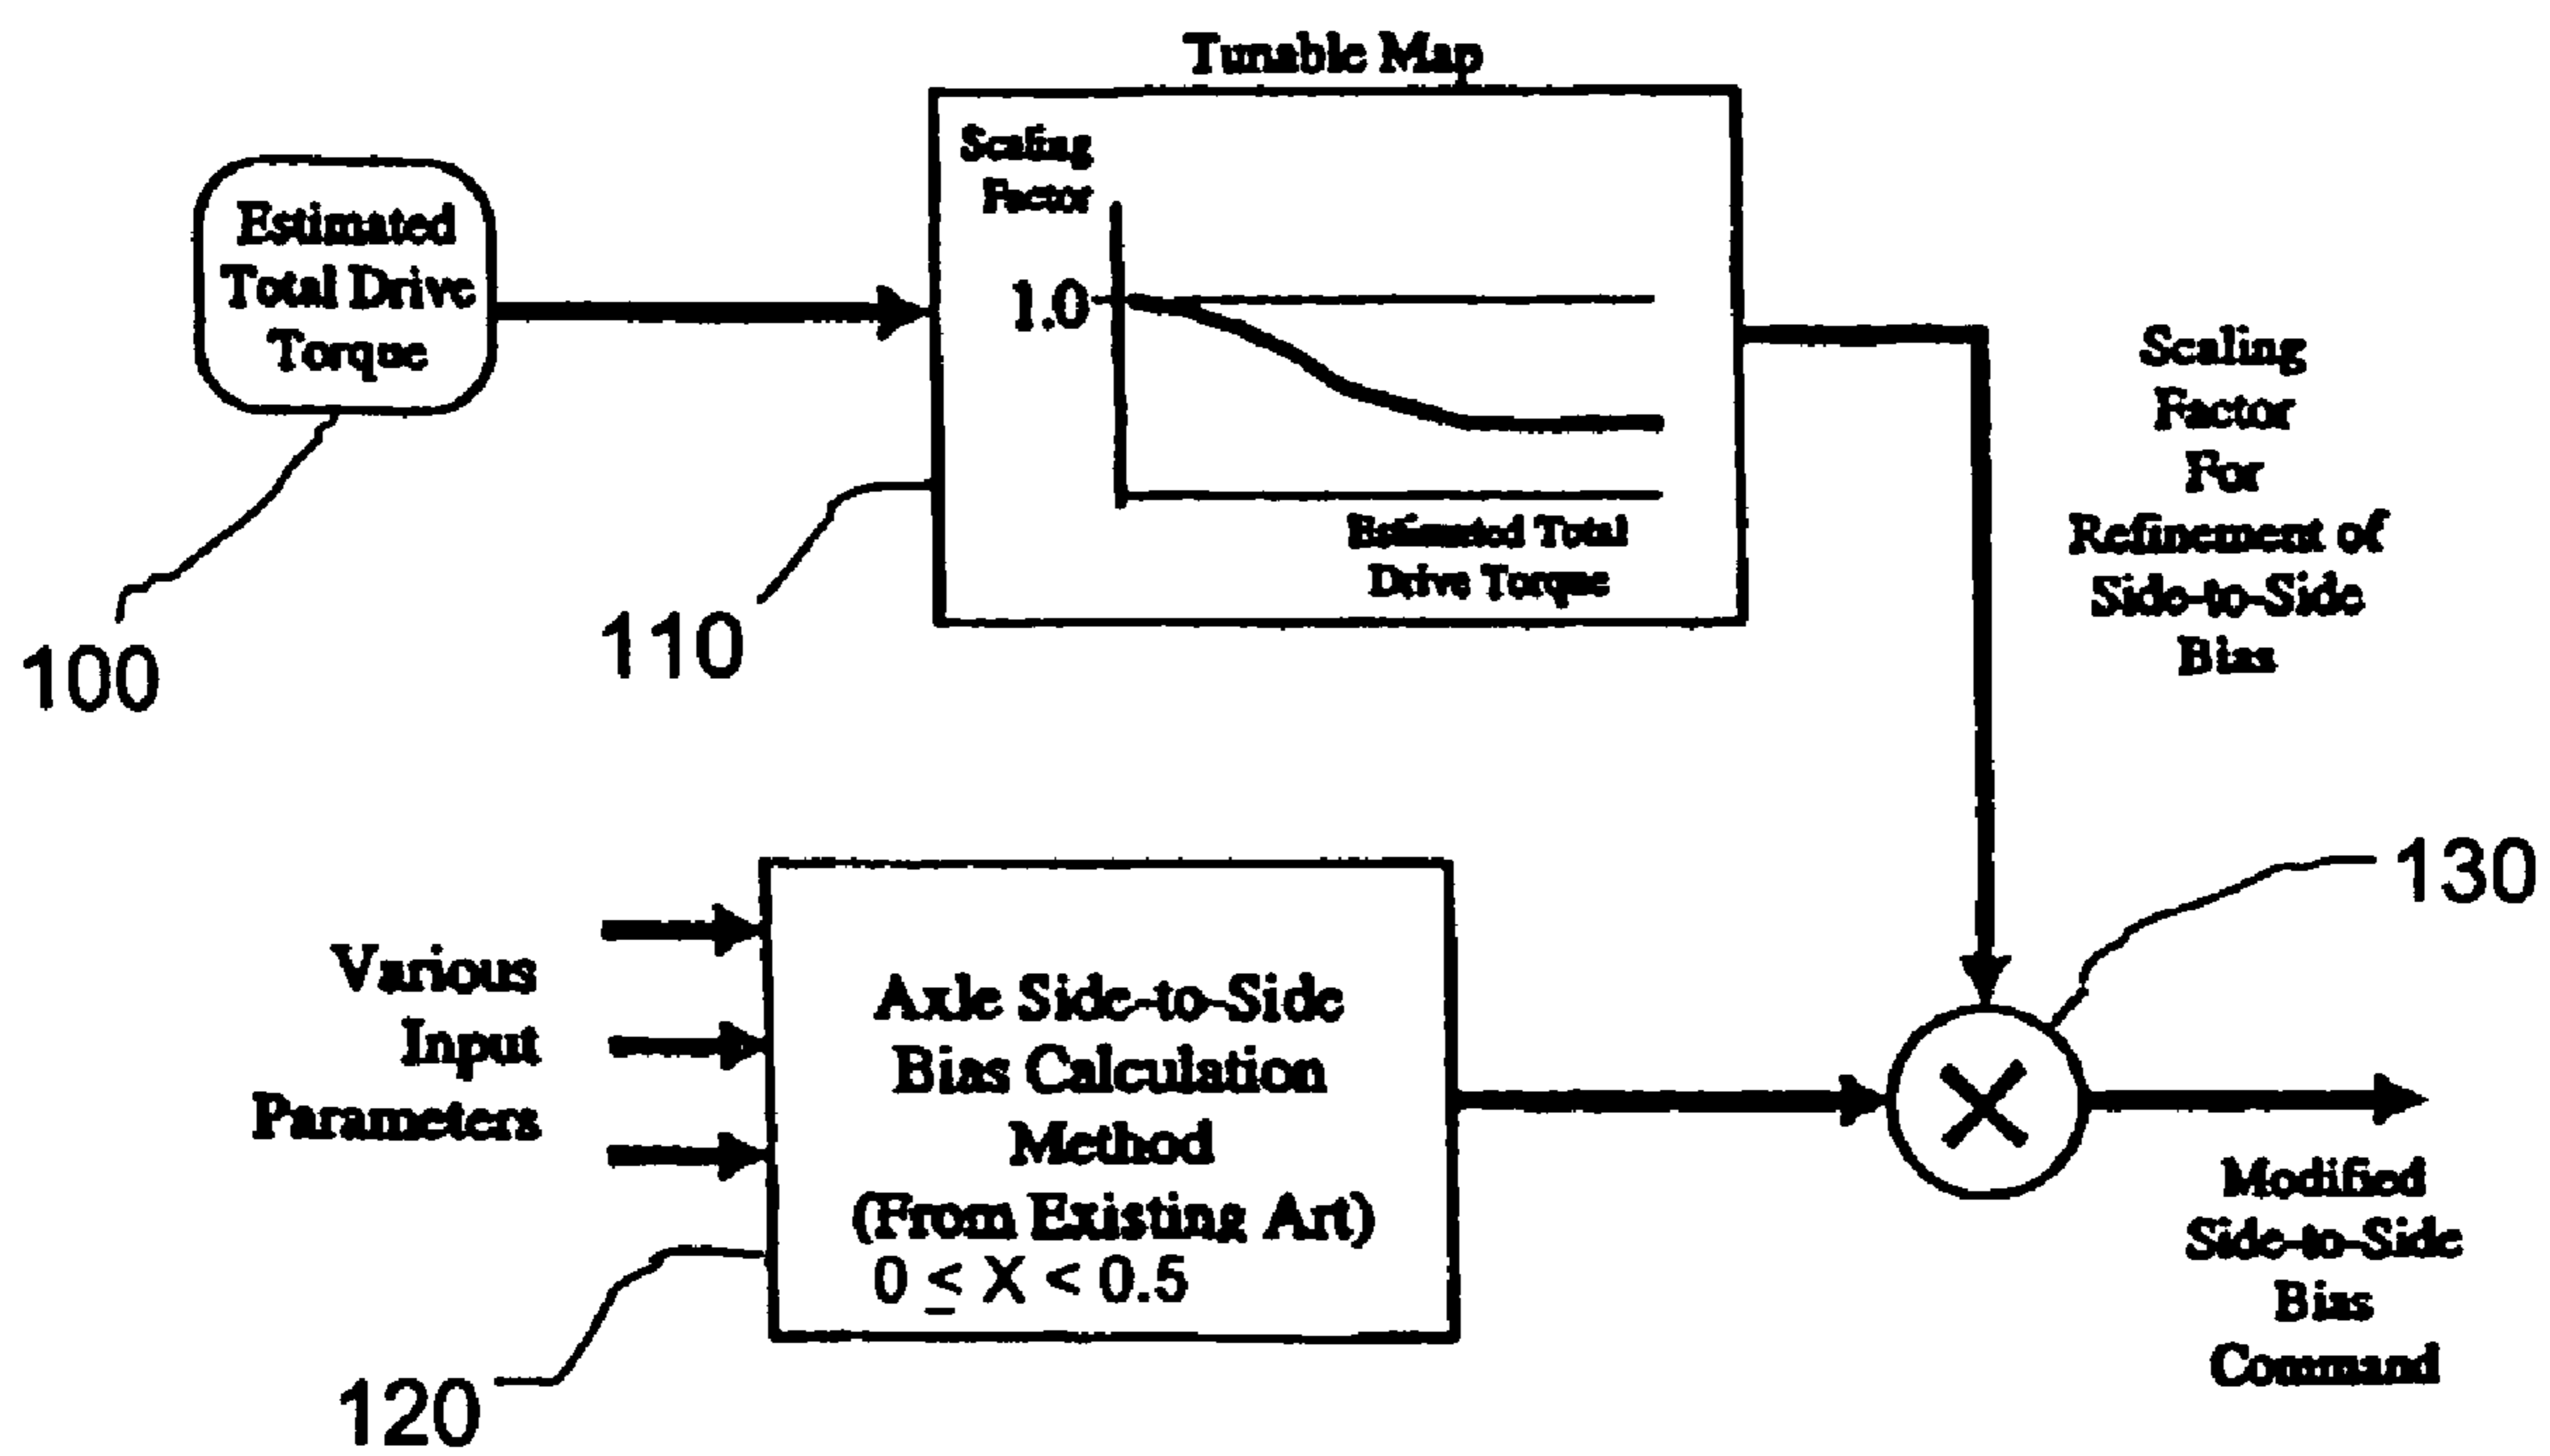 Tunable Map
Estimated
Total Drive
Torque
Scaling
Factor
1.0
Estimated Total
Drive Torque
Scaling
Factor
For
Refinement of
Side-to-Side
Bias
100
110
Various
Input
Parameters
Axle Side-to-Side
Bias Calculation
Method
(From Existing Art)
0 ≤ X < 0.5
130
×
Modified
Side-to-Side
Bias
Command
120